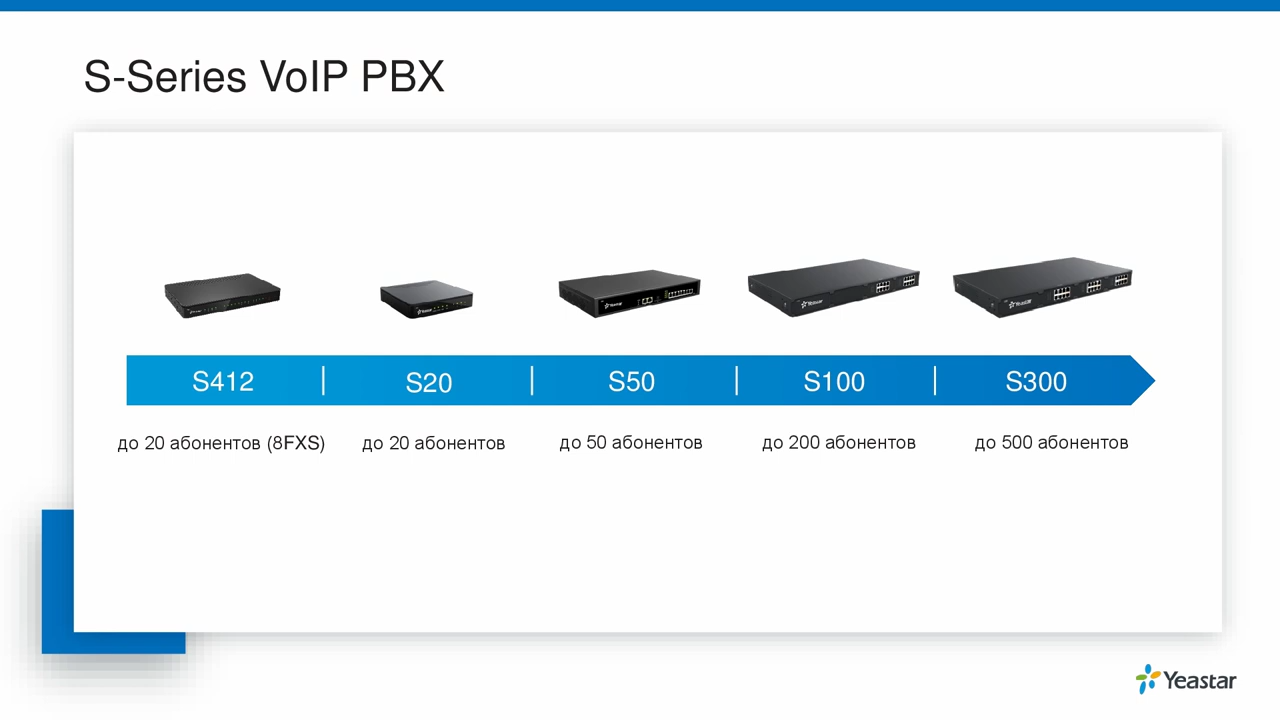 S-Series VoIP PBX
S412
S20
S50
S100
S300
до 20 абонентов (8FXS)
до 20 абонентов
до 50 абонентов
до 200 абонентов
до 500 абонентов
Yeastar